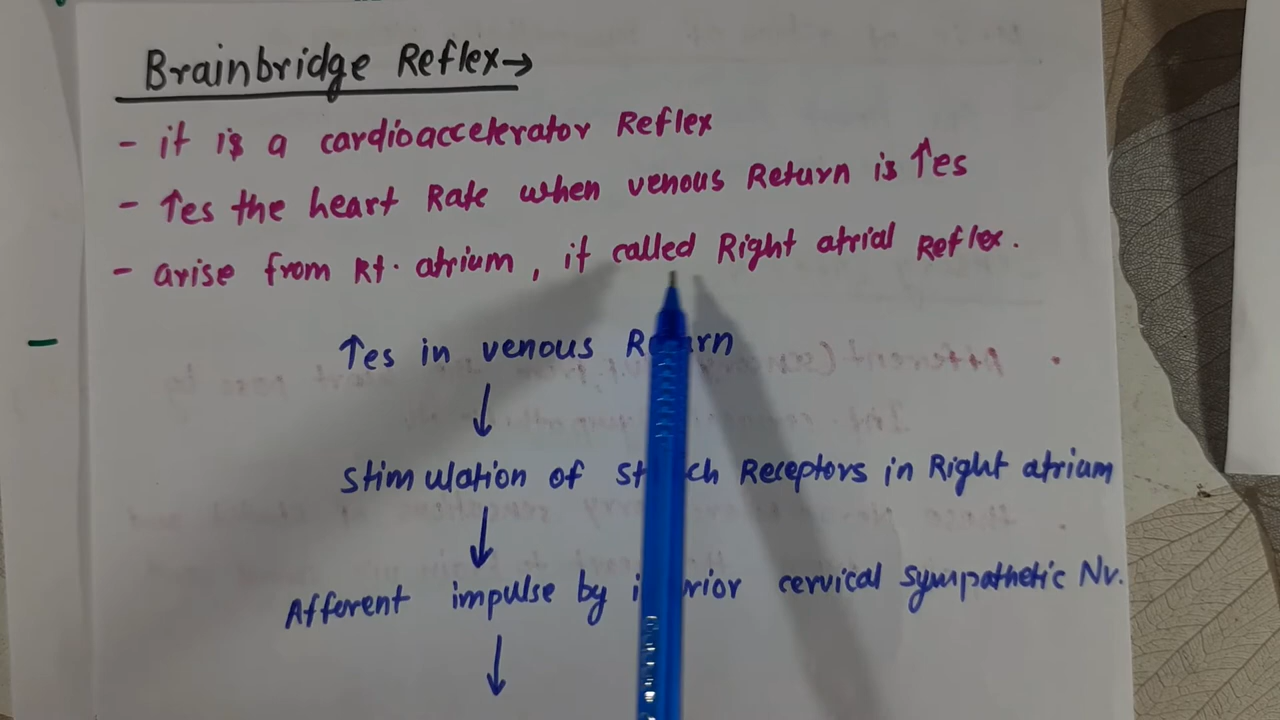 Brainbridge Reflex→
- it is a cardioaccelerator Reflex
- ↑es the heart Rate when venous Return is ↑es
- arise from Rt. atrium, it called Right atrial Reflex.
↑es in venous Return
↓
Stimulation of Receptors in Right atrium
↓
Afferent impulse by cervical sympathetic Nv.
↓